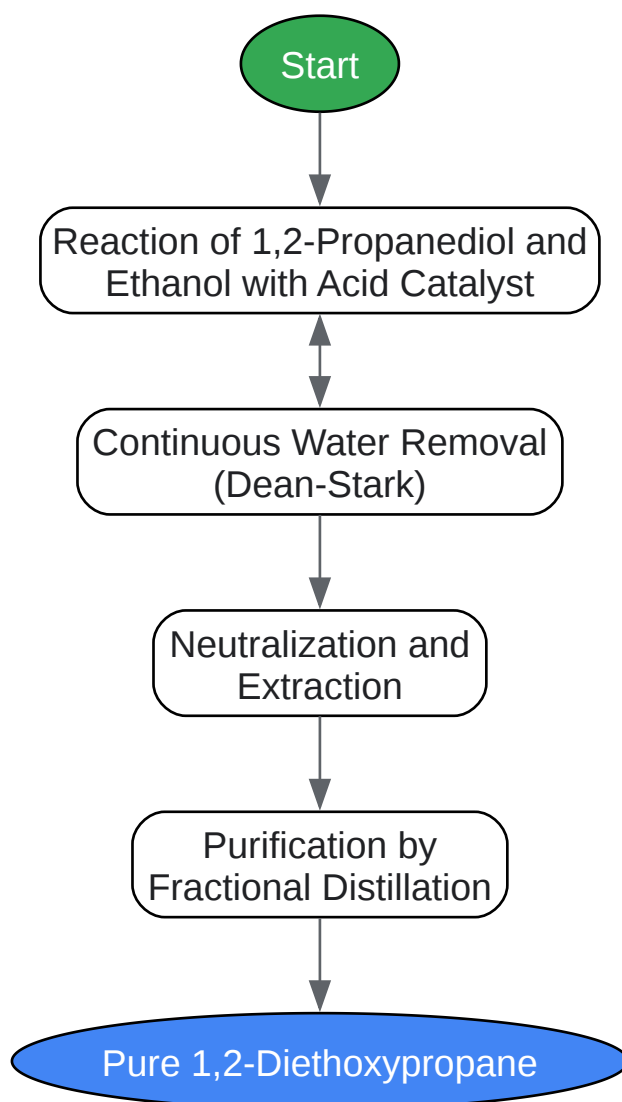 Start
Reaction of 1,2-Propanediol and
Ethanol with Acid Catalyst
Continuous Water Removal
(Dean-Stark)
Neutralization and
Extraction
Purification by
Fractional Distillation
Pure 1,2-Diethoxypropane